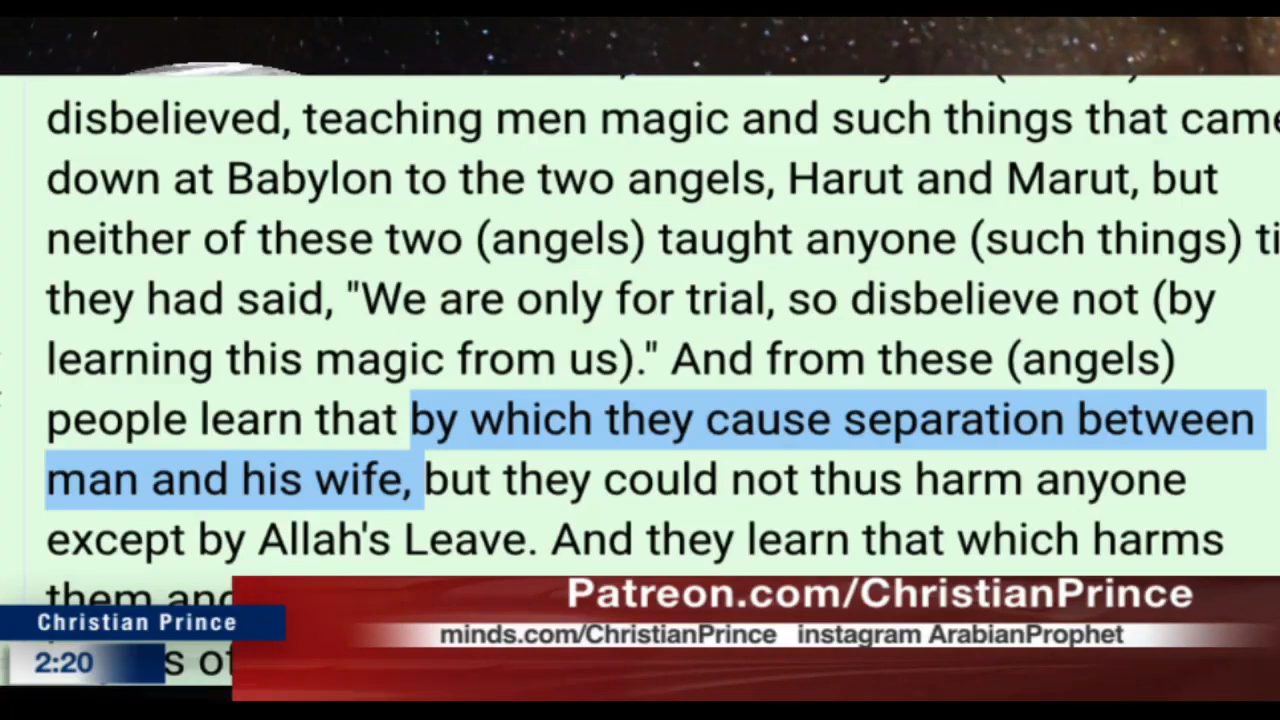 disbelieved, teaching men magic and such things that came
down at Babylon to the two angels, Harut and Marut, but
neither of these two (angels) taught anyone (such things)
they had said, "We are only for trial, so disbelieve not (by
learning this magic from us)." And from these (angels)
people learn that by which they cause separation between
man and his wife, but they could not thus harm anyone
except by Allah's Leave. And they learn that which harms
them and
Patreon.com/ChristianPrince
Christian Prince
minds.com/ChristianPrince instagram ArabianProphet
2:20